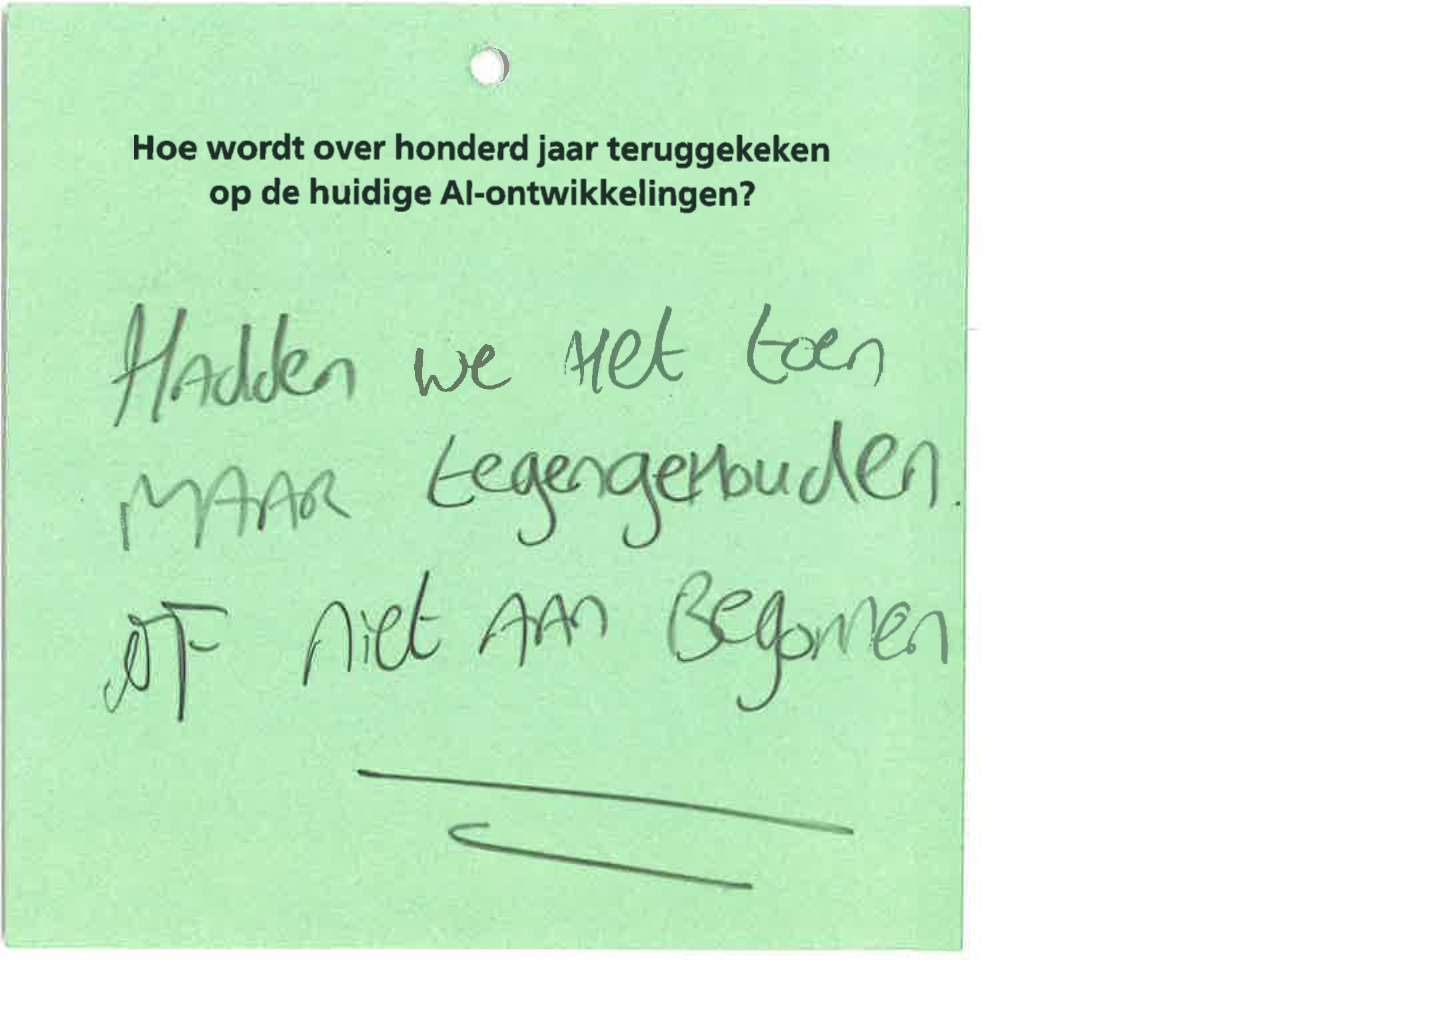 Hoe wordt over honderd jaar teruggekeken
op de huidige AI-ontwikkelingen?
Hadden we Het toen
MAAR tegengehouden.
OF niet AAn Begonnen